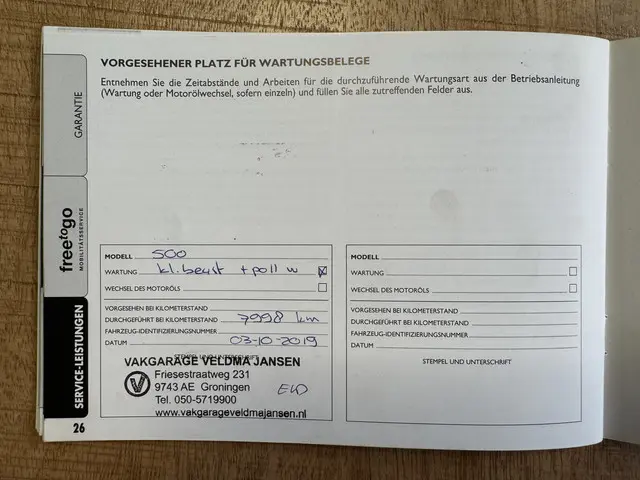 VORGESEHENER PLATZ FÜR WARTUNGSBELEGE
Entnehmen Sie die Zeitabstände und Arbeiten für die durchzuführende Wartungsart aus der Betriebsanleitung
(Wartung oder Motorölwechsel, sofern einzeln) und füllen Sie alle zutreffenden Felder aus.
GARANTIE
freetogo
MOBILITÄTSSERVICE
SERVICE-LEISTUNGEN
MODELL 500
WARTUNG kl. beurt + poll w
WECHSEL DES MOTORÖLS
VORGESEHEN BEI KILOMETERSTAND
DURCHGEFÜHRT BEI KILOMETERSTAND 7998 km
FAHRZEUG-IDENTIFIZIERUNGSNUMMER
DATUM 03-10-2019
STEMPEL UND UNTERSCHRIFT
VAKGARAGE VELDMA JANSEN
Friesestraatweg 231
9743 AE Groningen
Tel. 050-5719900
www.vakgarageveldmajansen.nl
MODELL
WARTUNG
WECHSEL DES MOTORÖLS
VORGESEHEN BEI KILOMETERSTAND
DURCHGEFÜHRT BEI KILOMETERSTAND
FAHRZEUG-IDENTIFIZIERUNGSNUMMER
DATUM
STEMPEL UND UNTERSCHRIFT
26